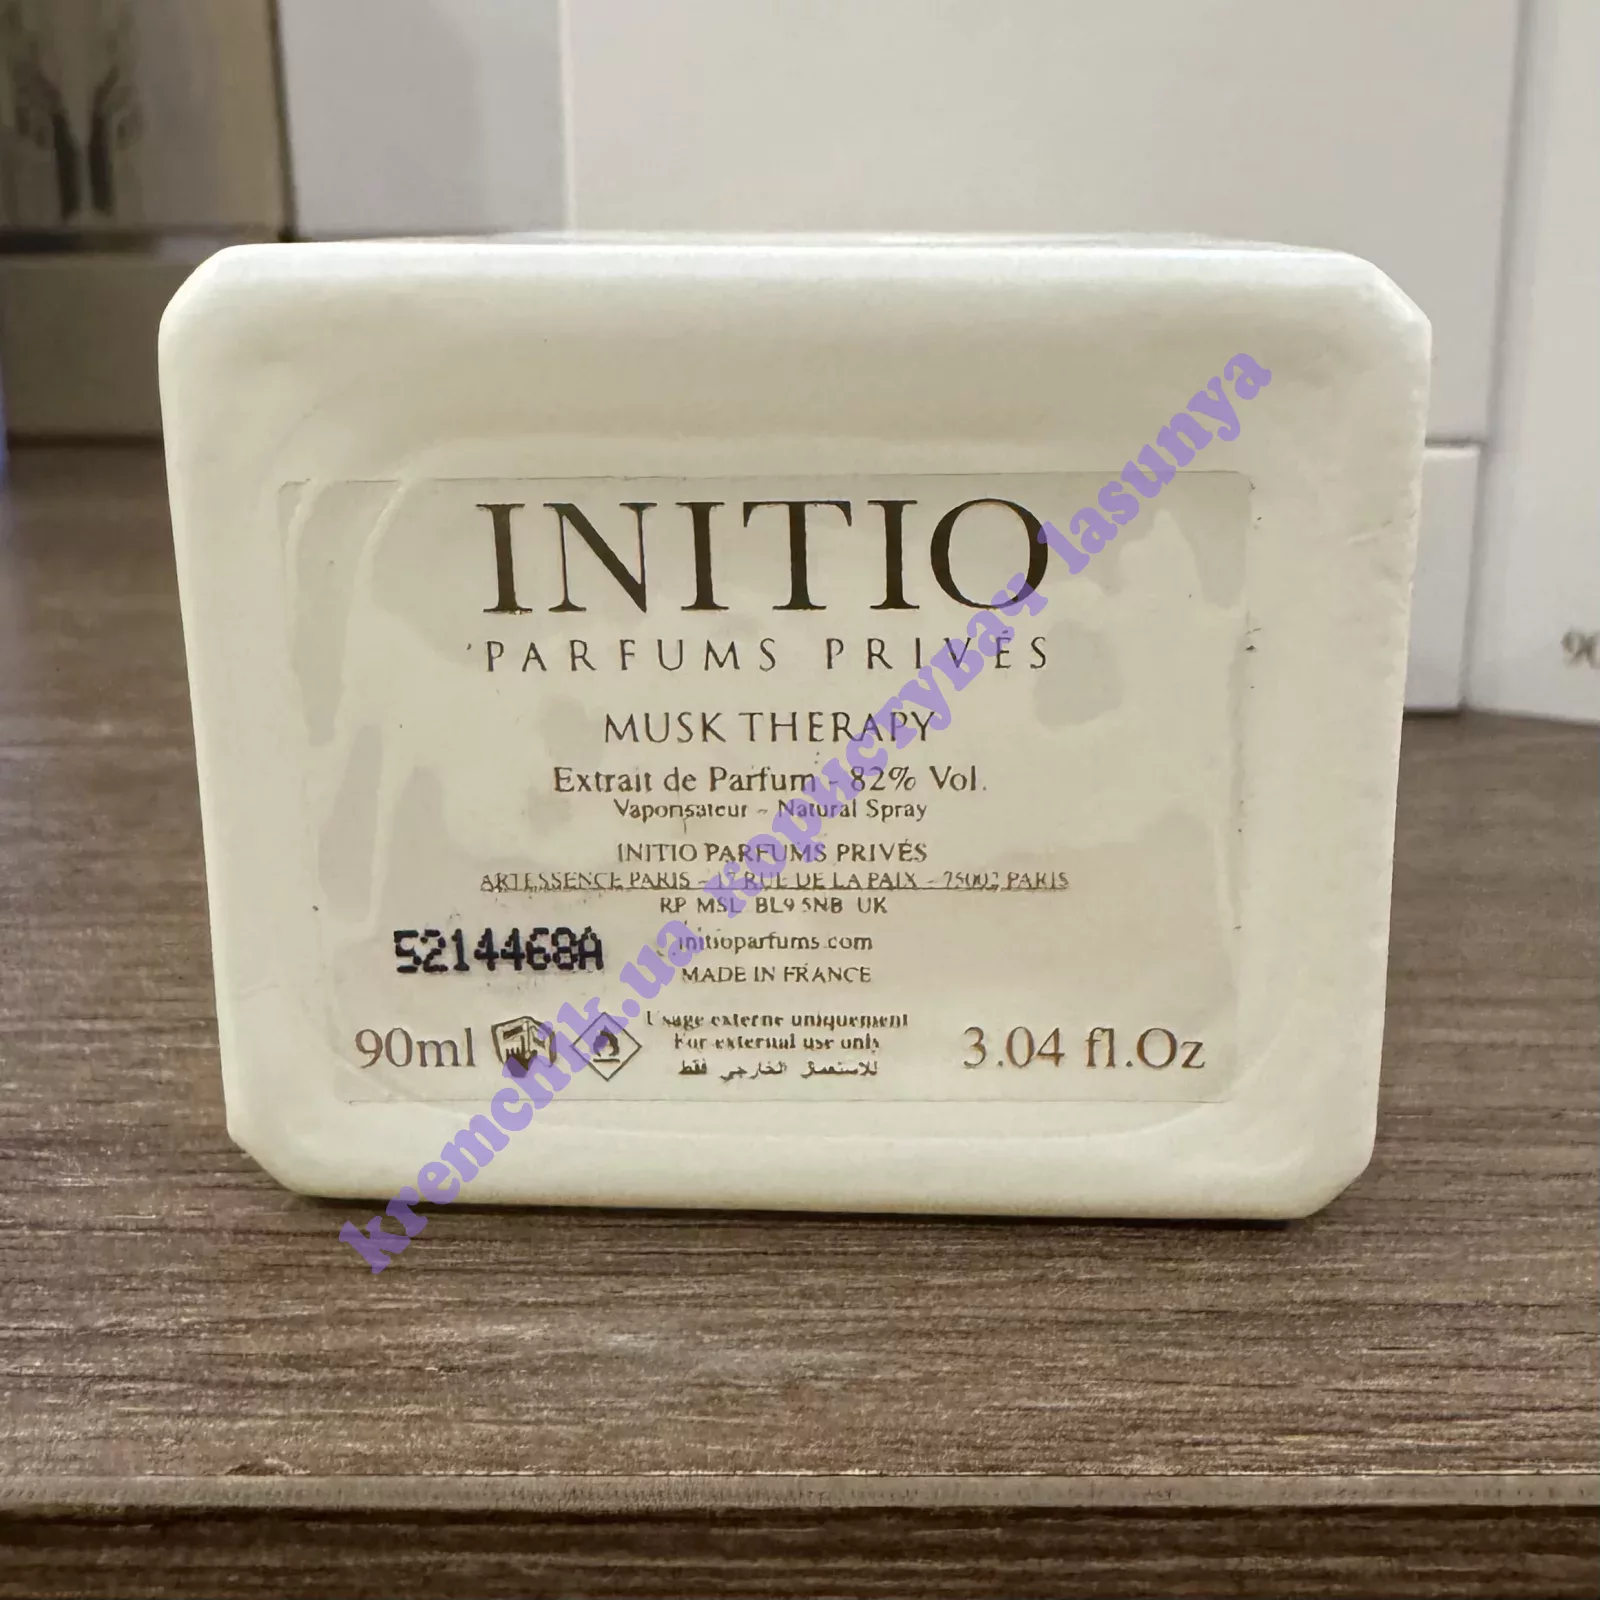 INITIO
PARFUMS PRIVÉS
MUSK THERAPY
Extrait de Parfum - 82% Vol.
Vaporisateur - Natural Spray
INITIO PARFUMS PRIVÉS
ARTESSENCE PARIS - 17 RUE DE LA PAIX - 75002 PARIS
RP MSL BL9 5NB UK
initioparfums.com
5214468A
MADE IN FRANCE
Usage externe uniquement
For external use only
للاستعمال الخارجي فقط
90ml
3.04 fl.Oz
kremchik.ua користувач lasunya
90